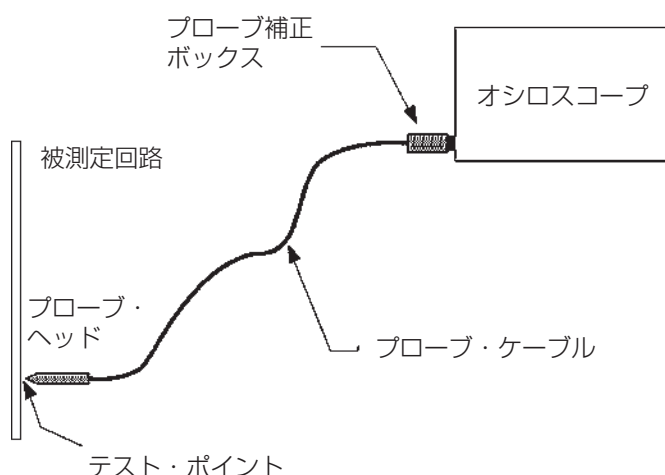 プローブ補正
ボックス
オシロスコープ
被測定回路
プローブ・
ヘッド
プローブ・ケーブル
テスト・ポイント